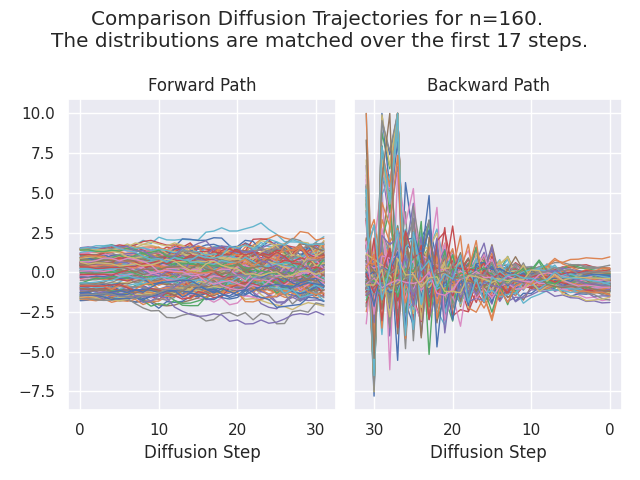 Comparison Diffusion Trajectories for n=160.
The distributions are matched over the first 17 steps.
Forward Path
Backward Path
10.0
7.5
5.0
2.5
0.0
−2.5
−5.0
−7.5
0 10 20 30
30 20 10 0
Diffusion Step
Diffusion Step